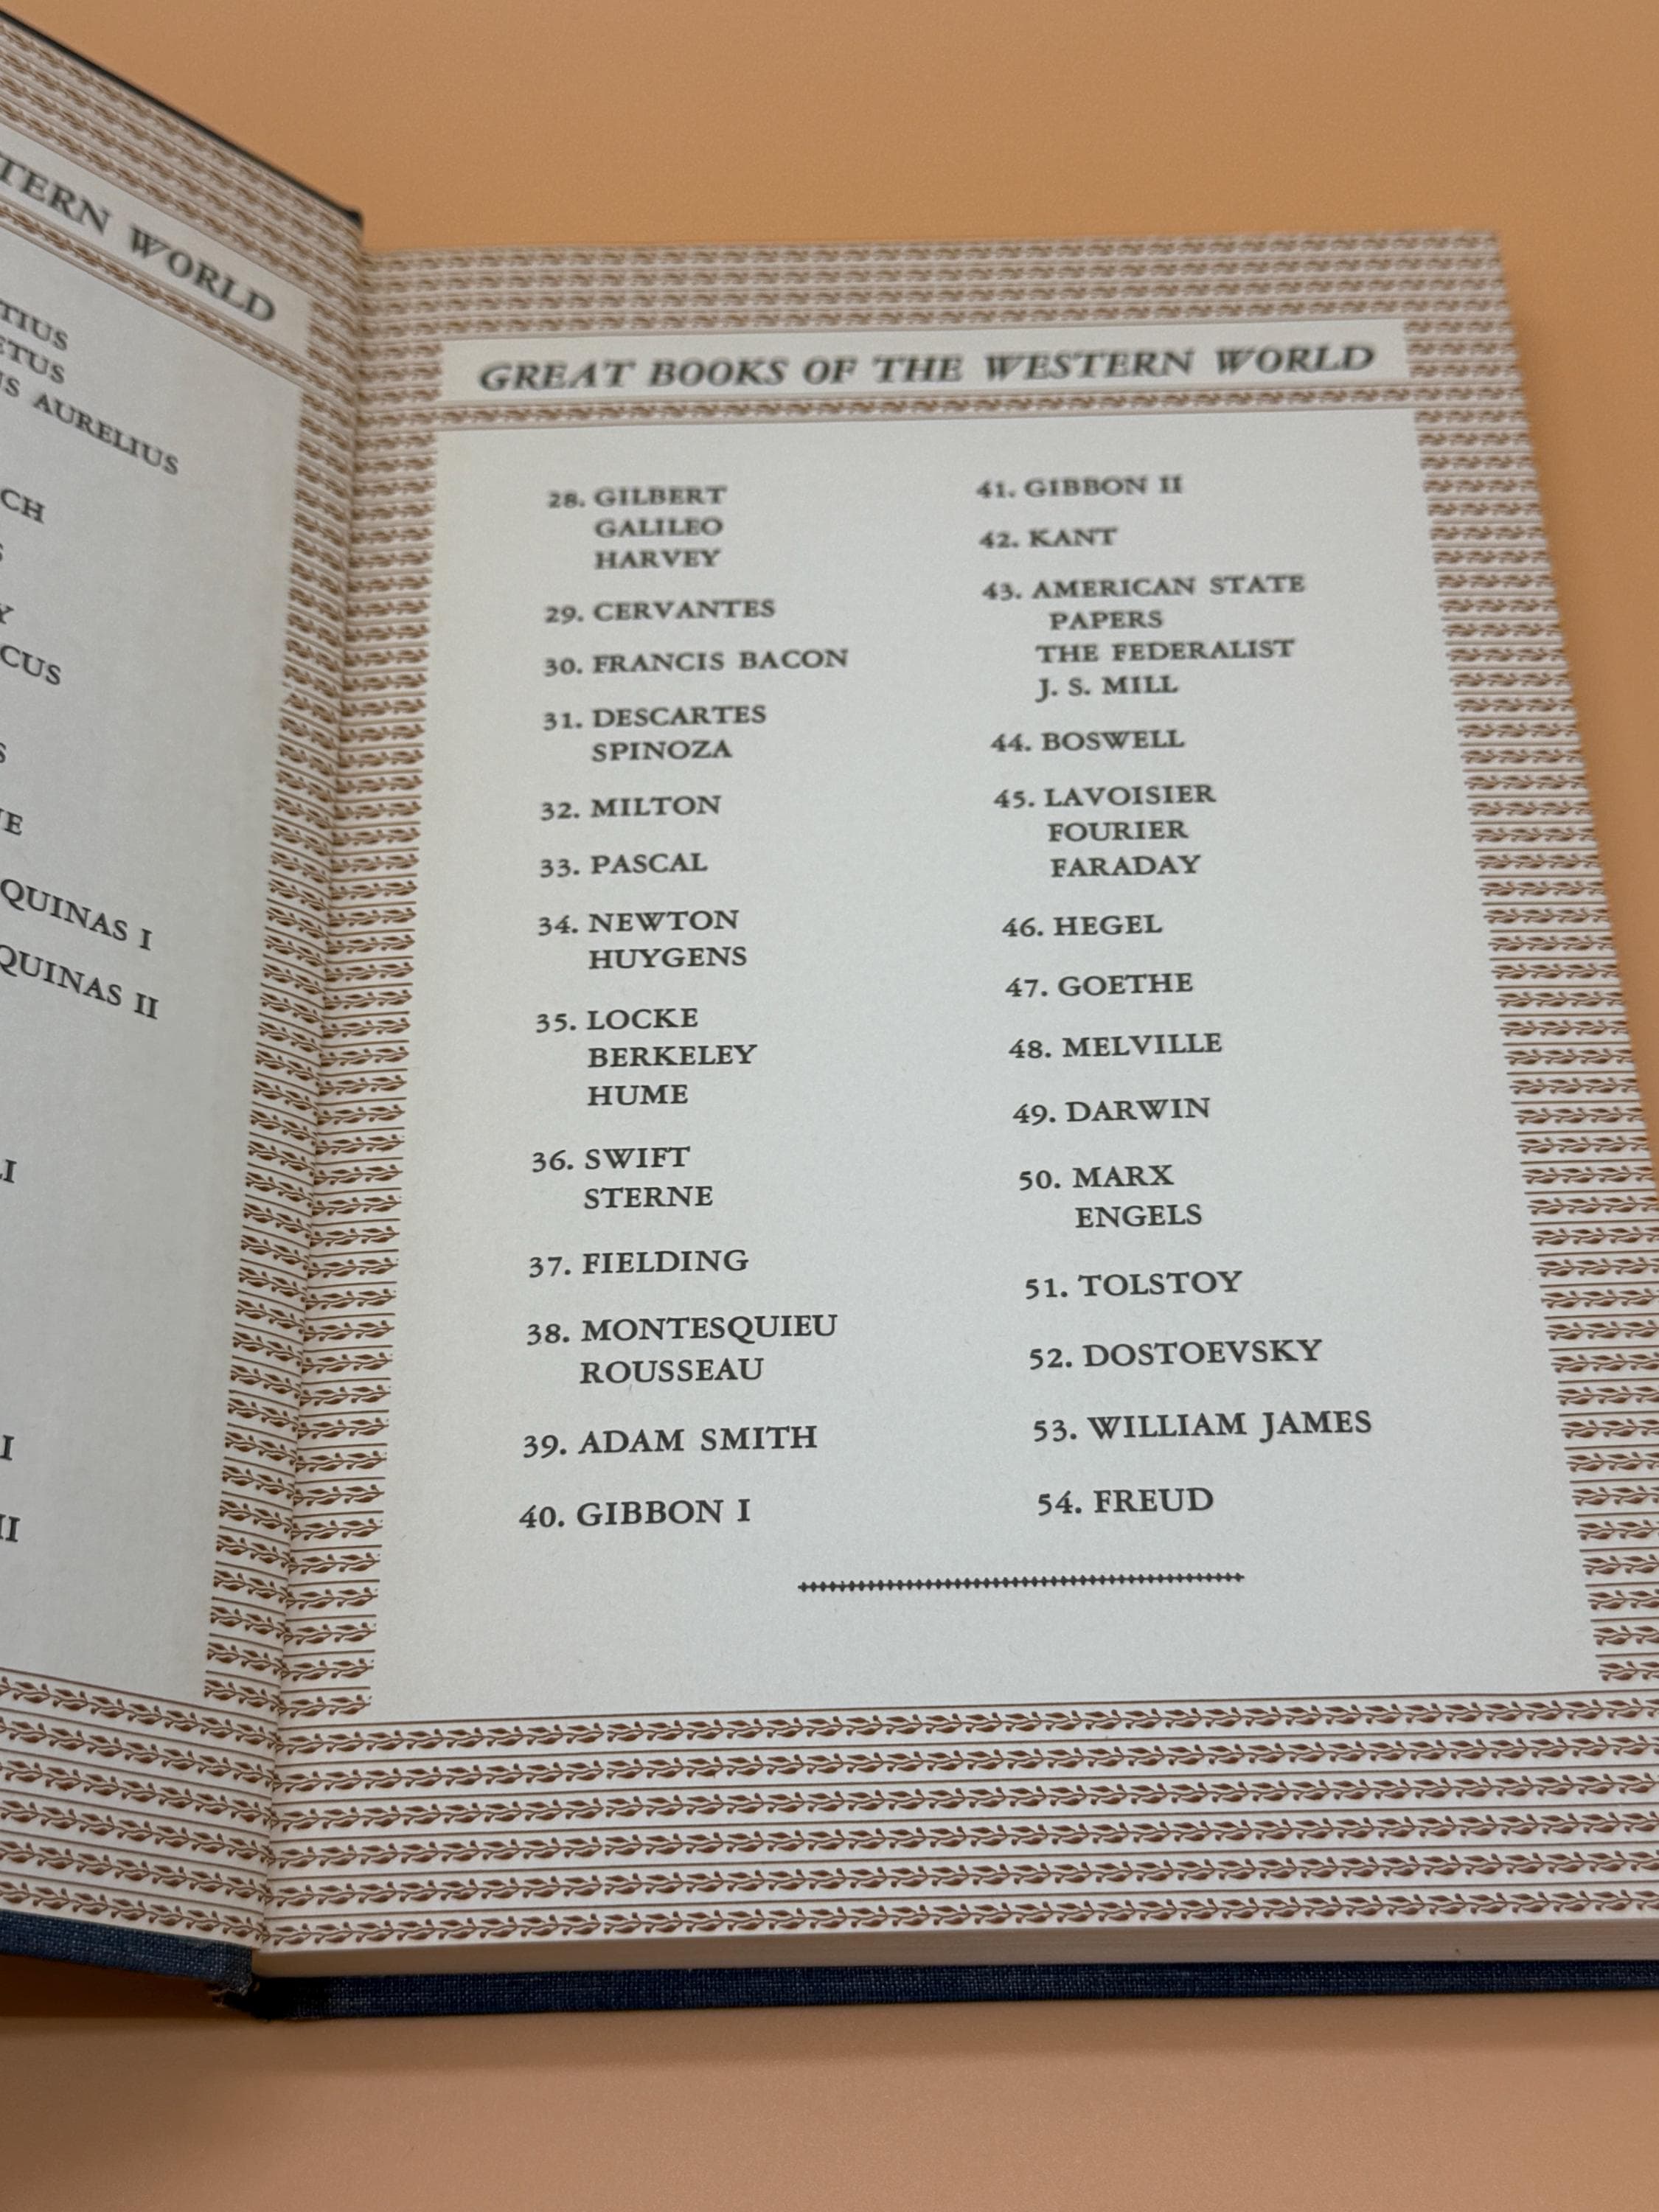 TERN WORLD
TIUS
ETUS
S AURELIUS
CH
S
Y
CUS
S
NE
QUINAS I
QUINAS II
LI
I
II
GREAT BOOKS OF THE WESTERN WORLD
28. GILBERT
GALILEO
HARVEY
29. CERVANTES
30. FRANCIS BACON
31. DESCARTES
SPINOZA
32. MILTON
33. PASCAL
34. NEWTON
HUYGENS
35. LOCKE
BERKELEY
HUME
36. SWIFT
STERNE
37. FIELDING
38. MONTESQUIEU
ROUSSEAU
39. ADAM SMITH
40. GIBBON I
41. GIBBON II
42. KANT
43. AMERICAN STATE
PAPERS
THE FEDERALIST
J. S. MILL
44. BOSWELL
45. LAVOISIER
FOURIER
FARADAY
46. HEGEL
47. GOETHE
48. MELVILLE
49. DARWIN
50. MARX
ENGELS
51. TOLSTOY
52. DOSTOEVSKY
53. WILLIAM JAMES
54. FREUD